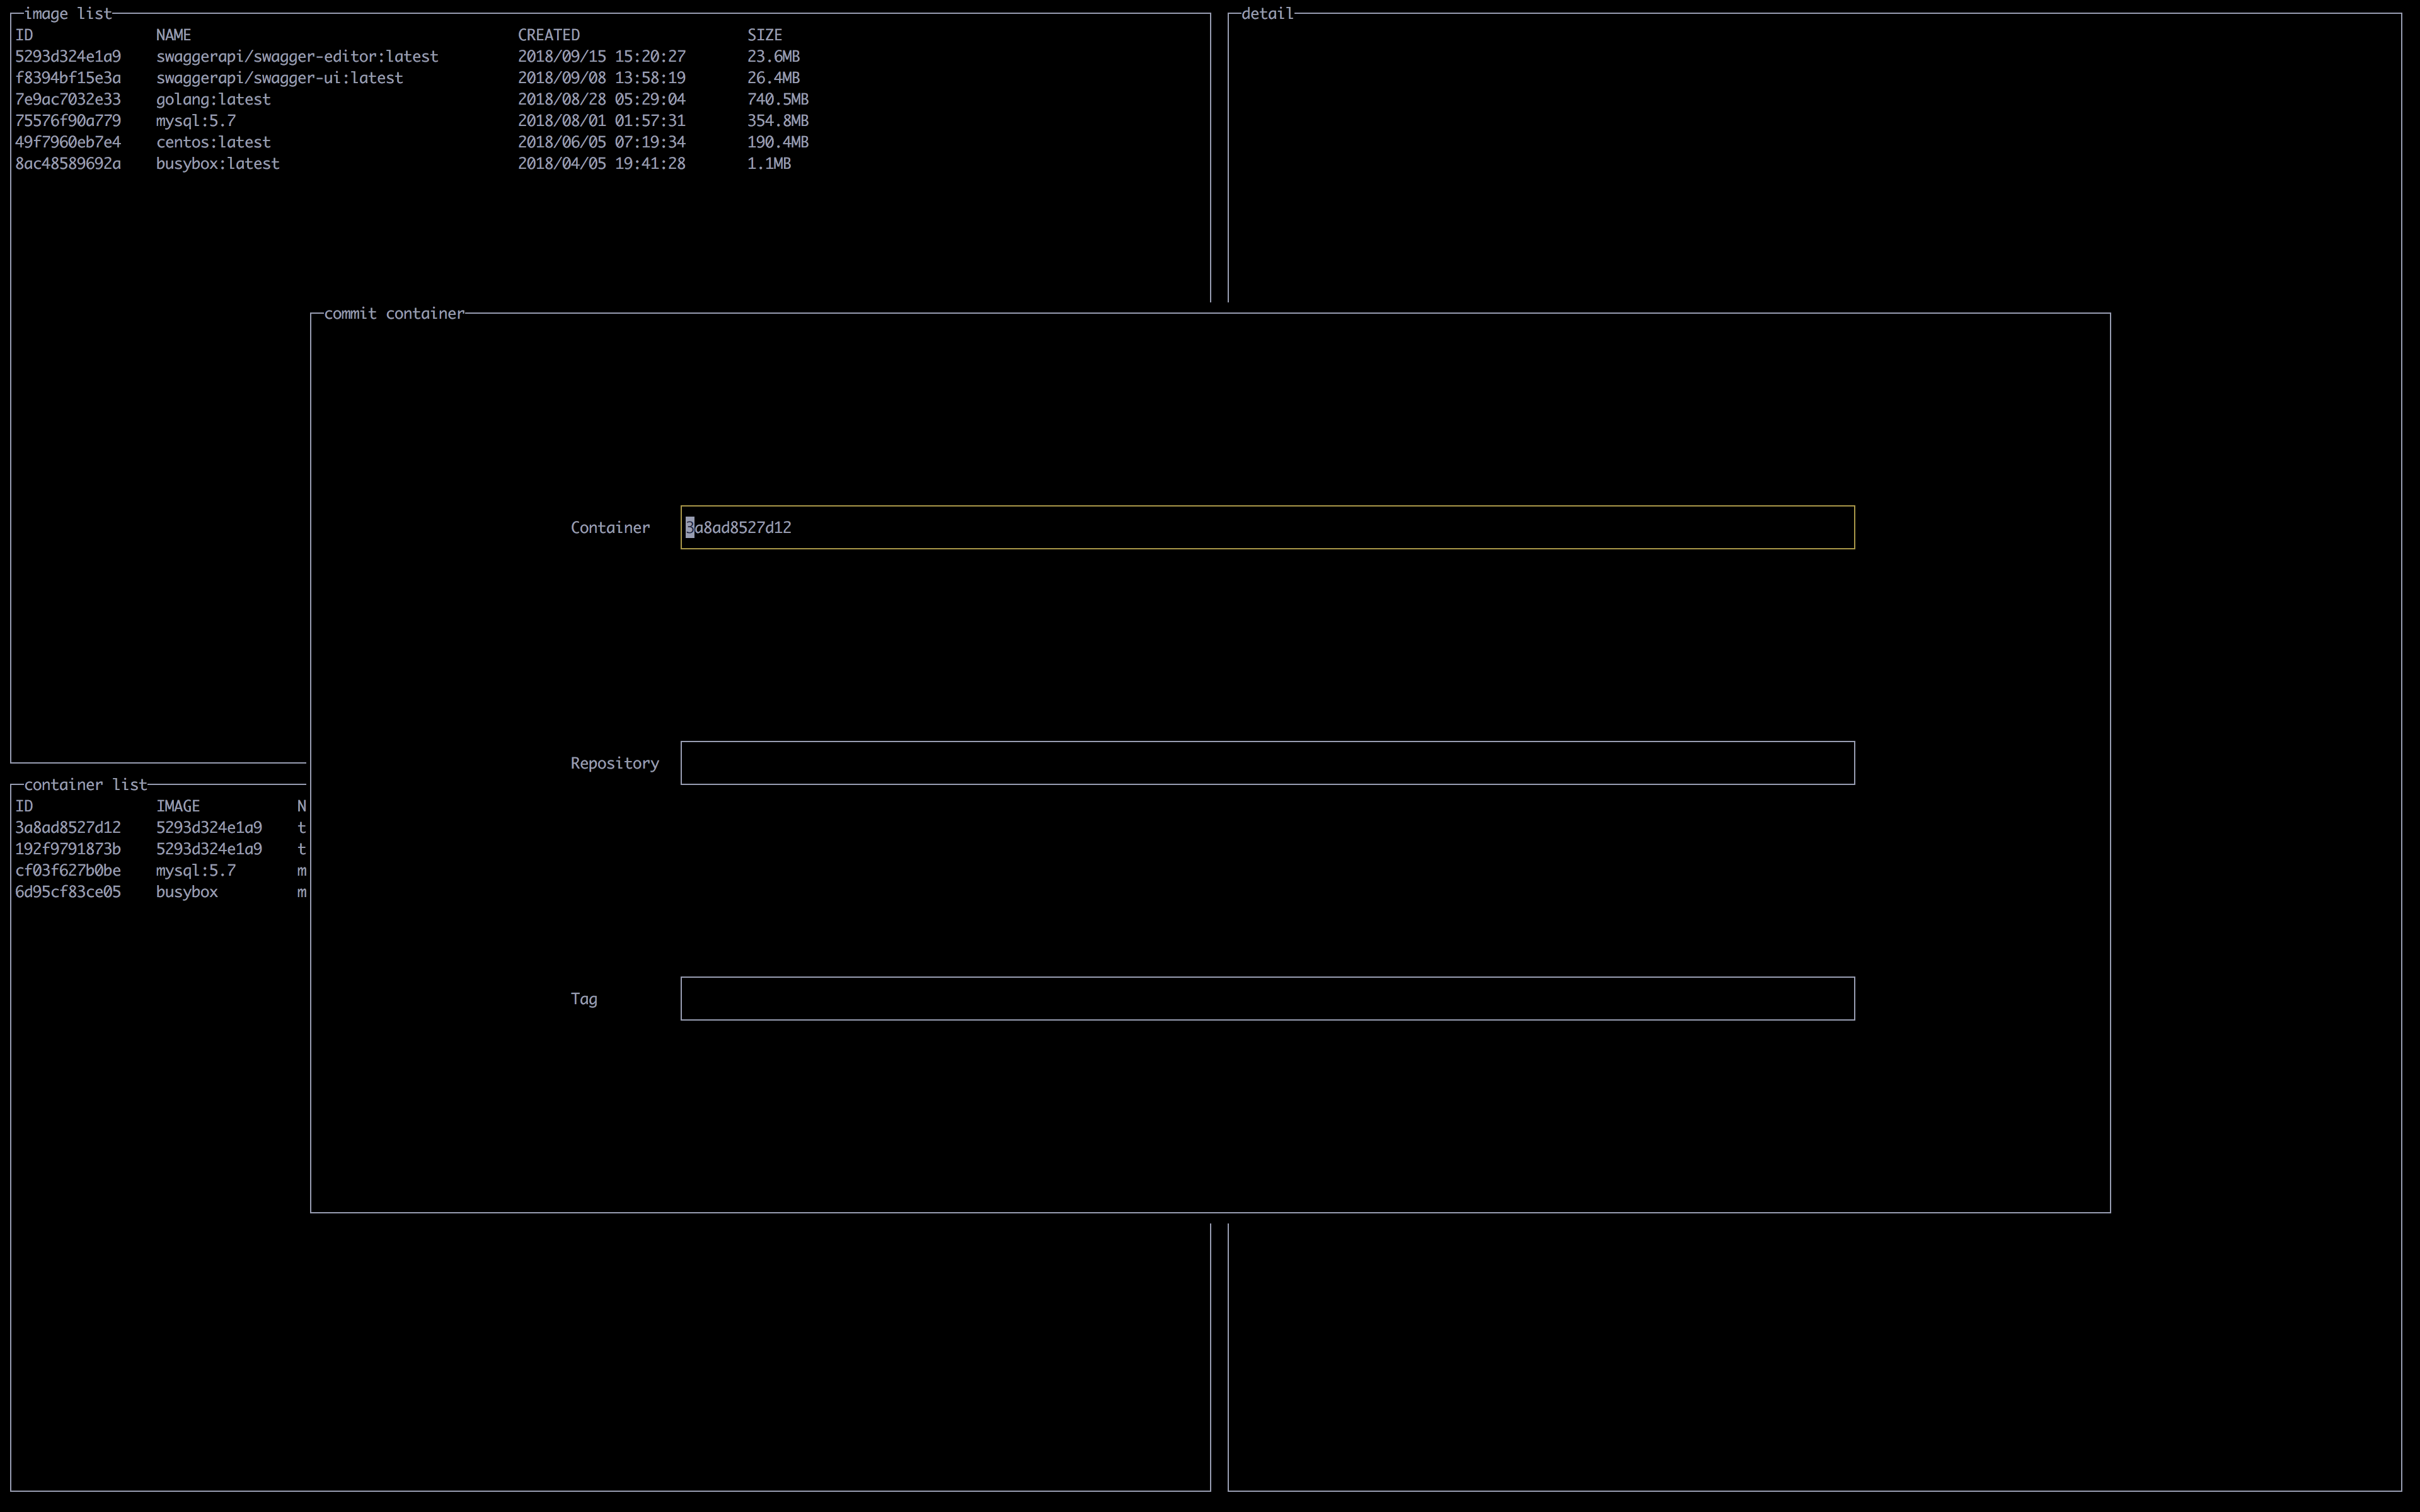 image list
ID NAME CREATED SIZE
5293d324e1a9 swaggerapi/swagger-editor:latest 2018/09/15 15:20:27 23.6MB
f8394bf15e3a swaggerapi/swagger-ui:latest 2018/09/08 13:58:19 26.4MB
7e9ac7032e33 golang:latest 2018/08/28 05:29:04 740.5MB
75576f90a779 mysql:5.7 2018/08/01 01:57:31 354.8MB
49f7960eb7e4 centos:latest 2018/06/05 07:19:34 190.4MB
8ac48589692a busybox:latest 2018/04/05 19:41:28 1.1MB
detail
commit container
Container 3a8ad8527d12
Repository
Tag
container list
ID IMAGE N
3a8ad8527d12 5293d324e1a9 t
192f9791873b 5293d324e1a9 t
cf03f627b0be mysql:5.7 m
6d95cf83ce05 busybox m